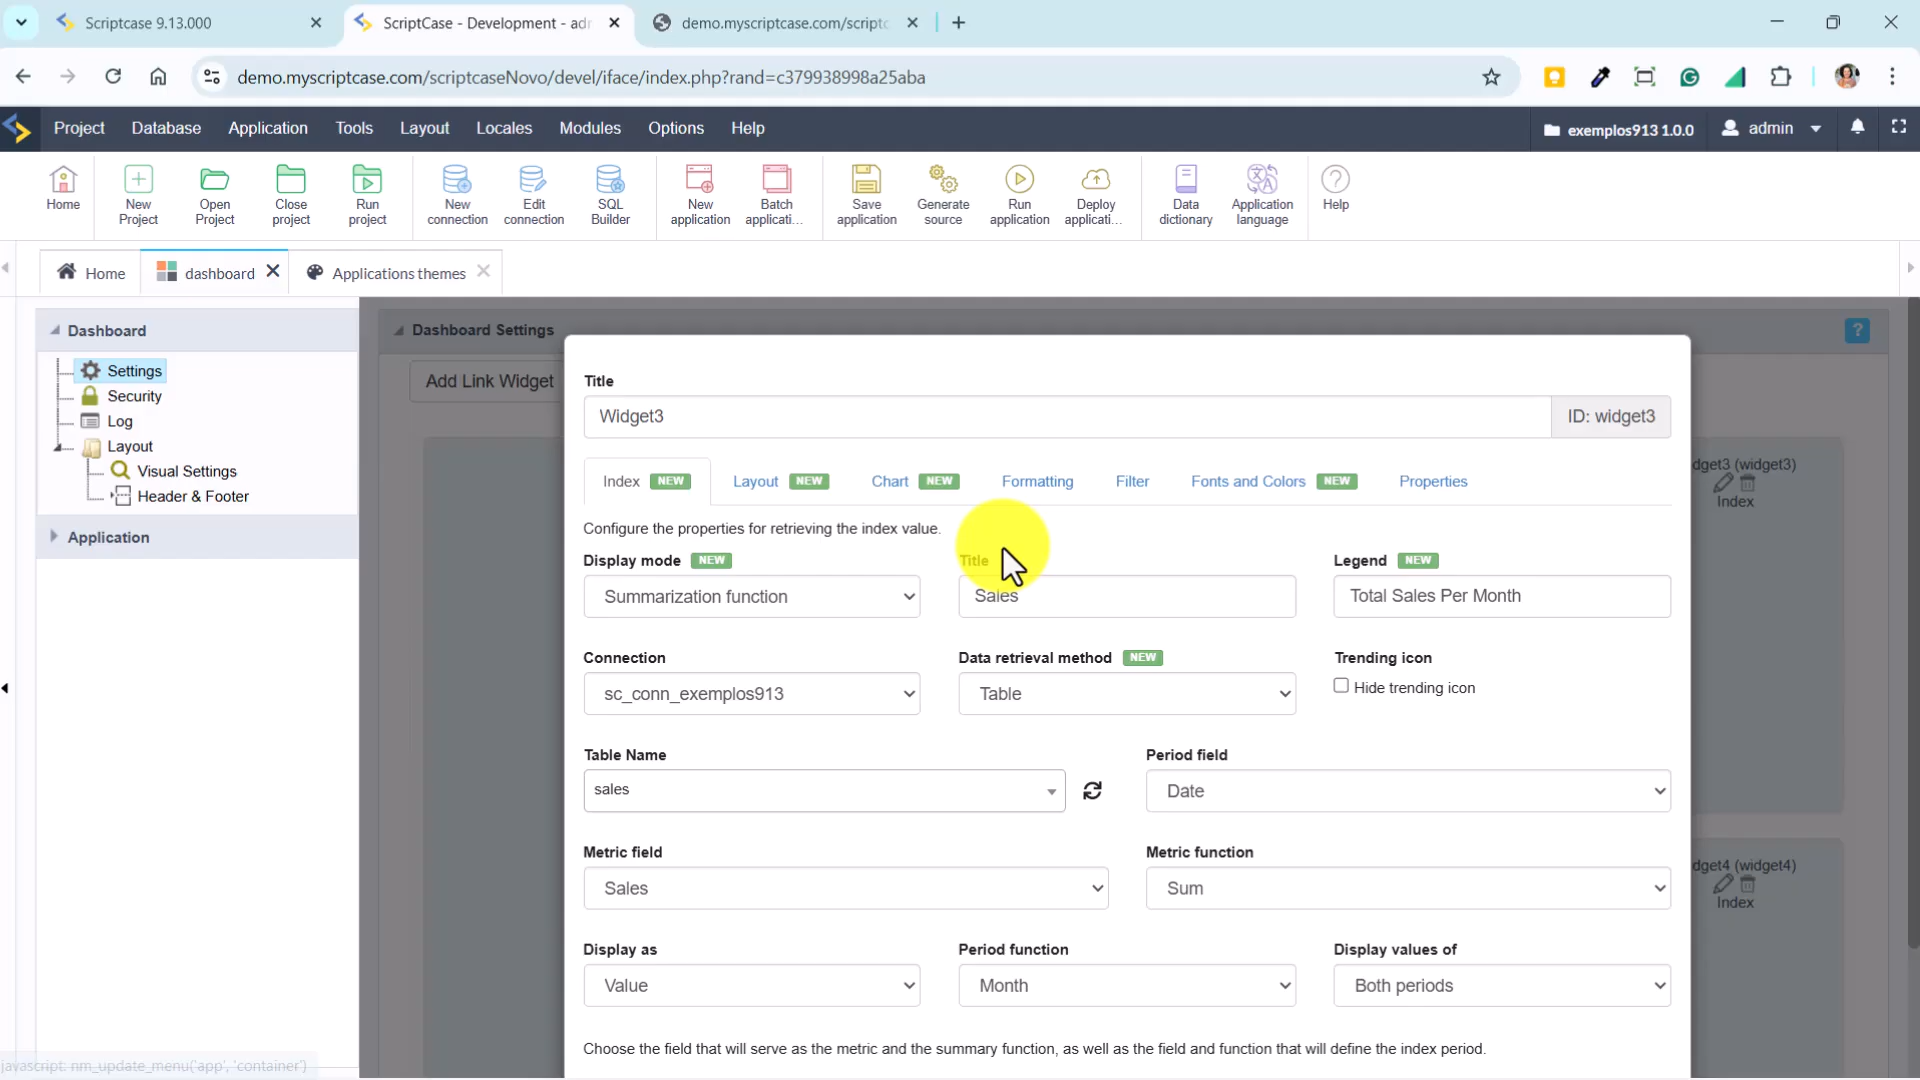 Scriptcase 9.13.000
ScriptCase - Development - adr
demo.myscriptcase.com/scriptc
demo.myscriptcase.com/scriptcaseNovo/devel/iface/index.php?rand=c379938998a25aba
Project Database Application Tools Layout Locales Modules Options Help
exemplos913 1.0.0 admin
Home
New Project
Open Project
Close project
Run project
New connection
Edit connection
SQL Builder
New application
Batch applicati...
Save application
Generate source
Run application
Deploy applicati...
Data dictionary
Application language
Help
Home dashboard Applications themes
Dashboard
Settings
Security
Log
Layout
Visual Settings
Header & Footer
Application
Dashboard Settings ?
Add Link Widget
Title
Widget3 ID: widget3
Index NEW Layout NEW Chart NEW Formatting Filter Fonts and Colors NEW Properties
Configure the properties for retrieving the index value.
Display mode NEW Title Legend NEW
Summarization function Sales Total Sales Per Month
Connection Data retrieval method NEW Trending icon
sc_conn_exemplos913 Table Hide trending icon
Table Name Period field
sales Date
Metric field Metric function
Sales Sum
Display as Period function Display values of
Value Month Both periods
Choose the field that will serve as the metric and the summary function, as well as the field and function that will define the index period.
dget3 (widget3)
Index
dget4 (widget4)
Index
javascript: nm_update_menu('app', 'container')